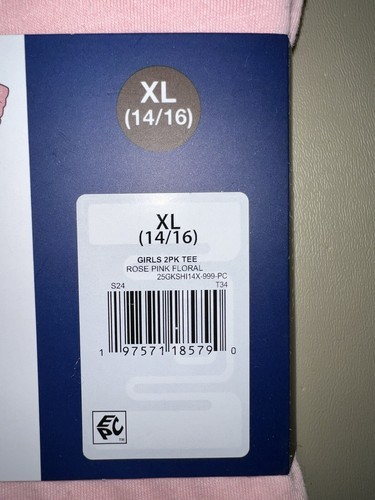 XL
(14/16)
XL
(14/16)
GIRLS 2PK TEE
ROSE PINK FLORAL
25GKSHI14X-999-PC
S24 T34
1 97571 18579 0
EPC™